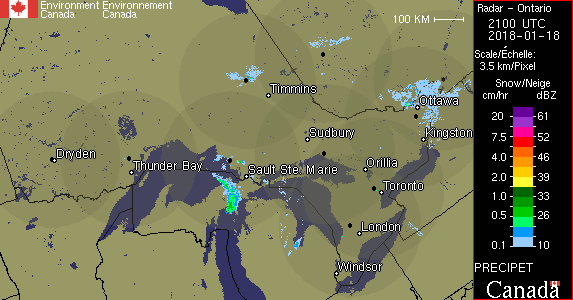 Environment Environnement
Canada Canada
100 KM
Timmins
Ottawa
Sudbury
Kingston
Dryden
Thunder Bay
Sault Ste. Marie
Orillia
Toronto
London
Windsor
Radar - Ontario
2100 UTC
2018-01-18
Scale/Échelle:
3.5 km/Pixel
Snow/Neige
cm/hr dBZ
20 61
7.5 52
4.0 46
2.0 39
1.0 33
0.5 26
0.1 10
PRECIPET
Canada